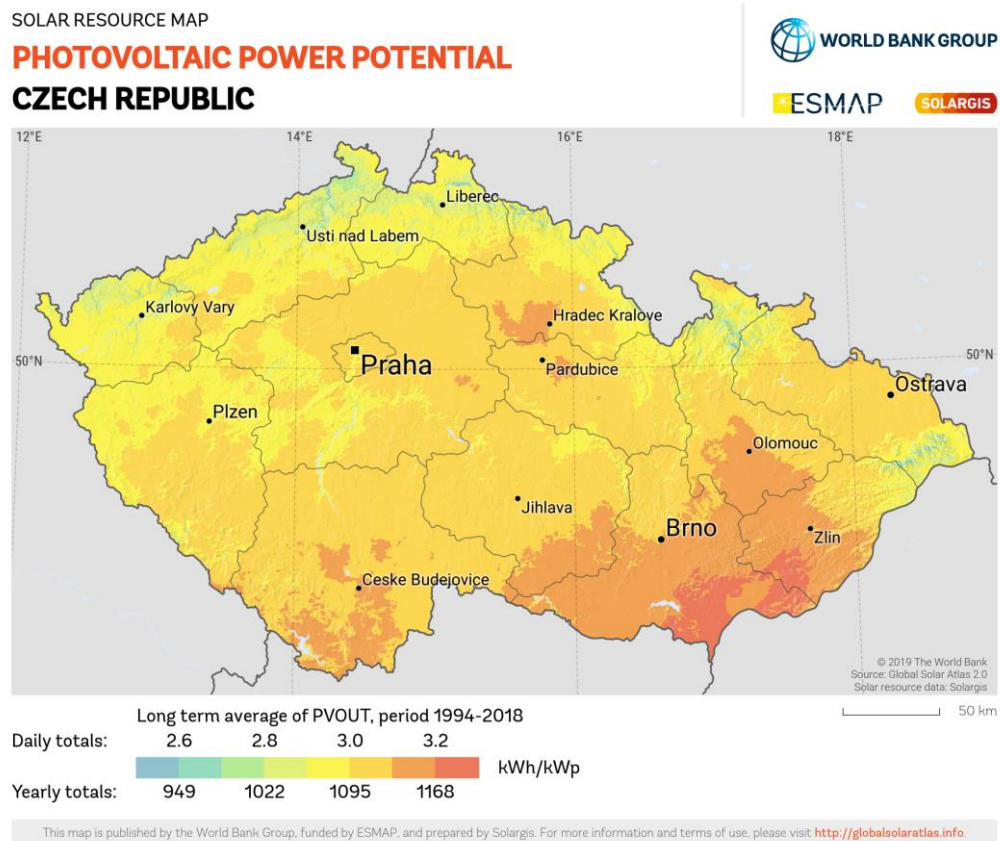 SOLAR RESOURCE MAP
PHOTOVOLTAIC POWER POTENTIAL
CZECH REPUBLIC
WORLD BANK GROUP
ESMAP
SOLARGIS
12°E 14°E 16°E 18°E
Liberec
Usti nad Labem
Karlovy Vary
Hradec Kralove
50°N 50°N
Praha
Pardubice
Ostrava
Plzen
Olomouc
Jihlava
Brno
Zlin
Ceske Budejovice
© 2019 The World Bank
Source: Global Solar Atlas 2.0
Solar resource data: Solargis
50 km
Long term average of PVOUT, period 1994-2018
Daily totals: 2.6 2.8 3.0 3.2
kWh/kWp
Yearly totals: 949 1022 1095 1168
This map is published by the World Bank Group, funded by ESMAP, and prepared by Solargis. For more information and terms of use, please visit http://globalsolaratlas.info.